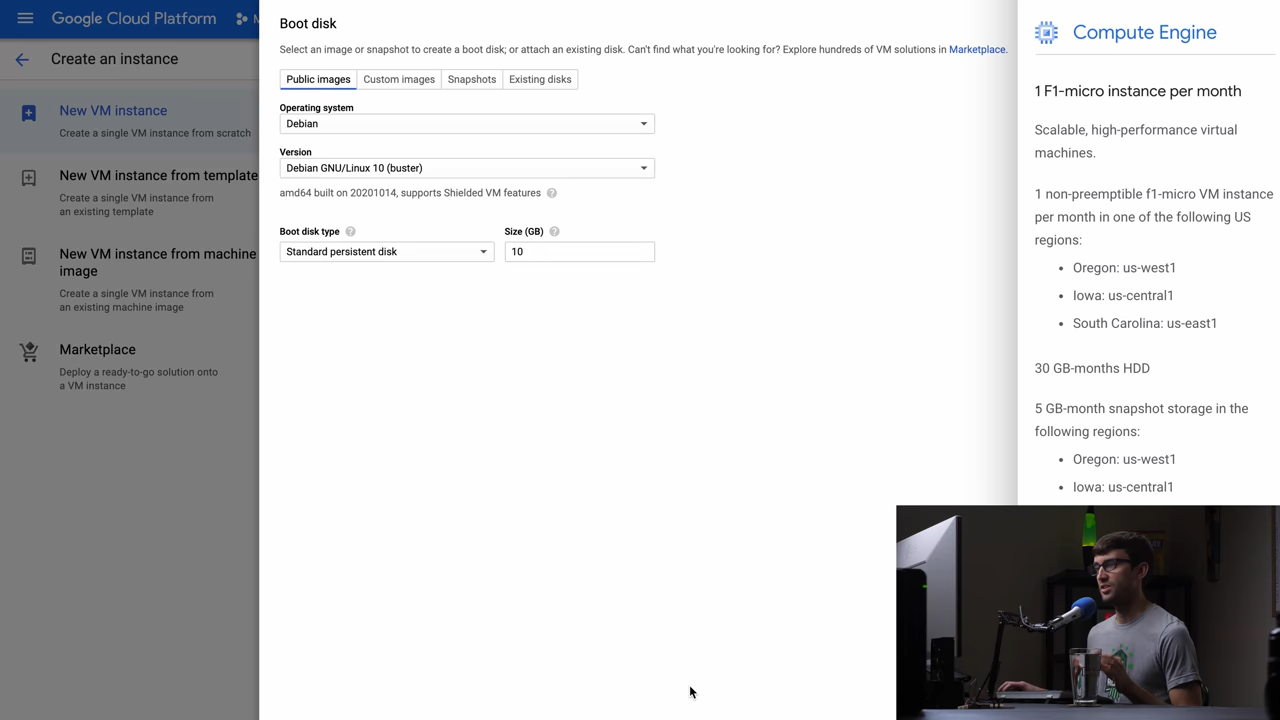 Google Cloud Platform
M
Create an instance
New VM instance
Create a single VM instance from scratch
New VM instance from template
Create a single VM instance from
an existing template
New VM instance from machine
image
Create a single VM instance from
an existing machine image
Marketplace
Deploy a ready-to-go solution onto
a VM instance
Boot disk
Select an image or snapshot to create a boot disk; or attach an existing disk. Can't find what you're looking for? Explore hundreds of VM solutions in Marketplace.
Public images
Custom images
Snapshots
Existing disks
Operating system
Debian
Version
Debian GNU/Linux 10 (buster)
amd64 built on 20201014, supports Shielded VM features
Boot disk type
Size (GB)
Standard persistent disk
10
Compute Engine
1 F1-micro instance per month
Scalable, high-performance virtual
machines.
1 non-preemptible f1-micro VM instance
per month in one of the following US
regions:
• Oregon: us-west1
• Iowa: us-central1
• South Carolina: us-east1
30 GB-months HDD
5 GB-month snapshot storage in the
following regions:
• Oregon: us-west1
• Iowa: us-central1